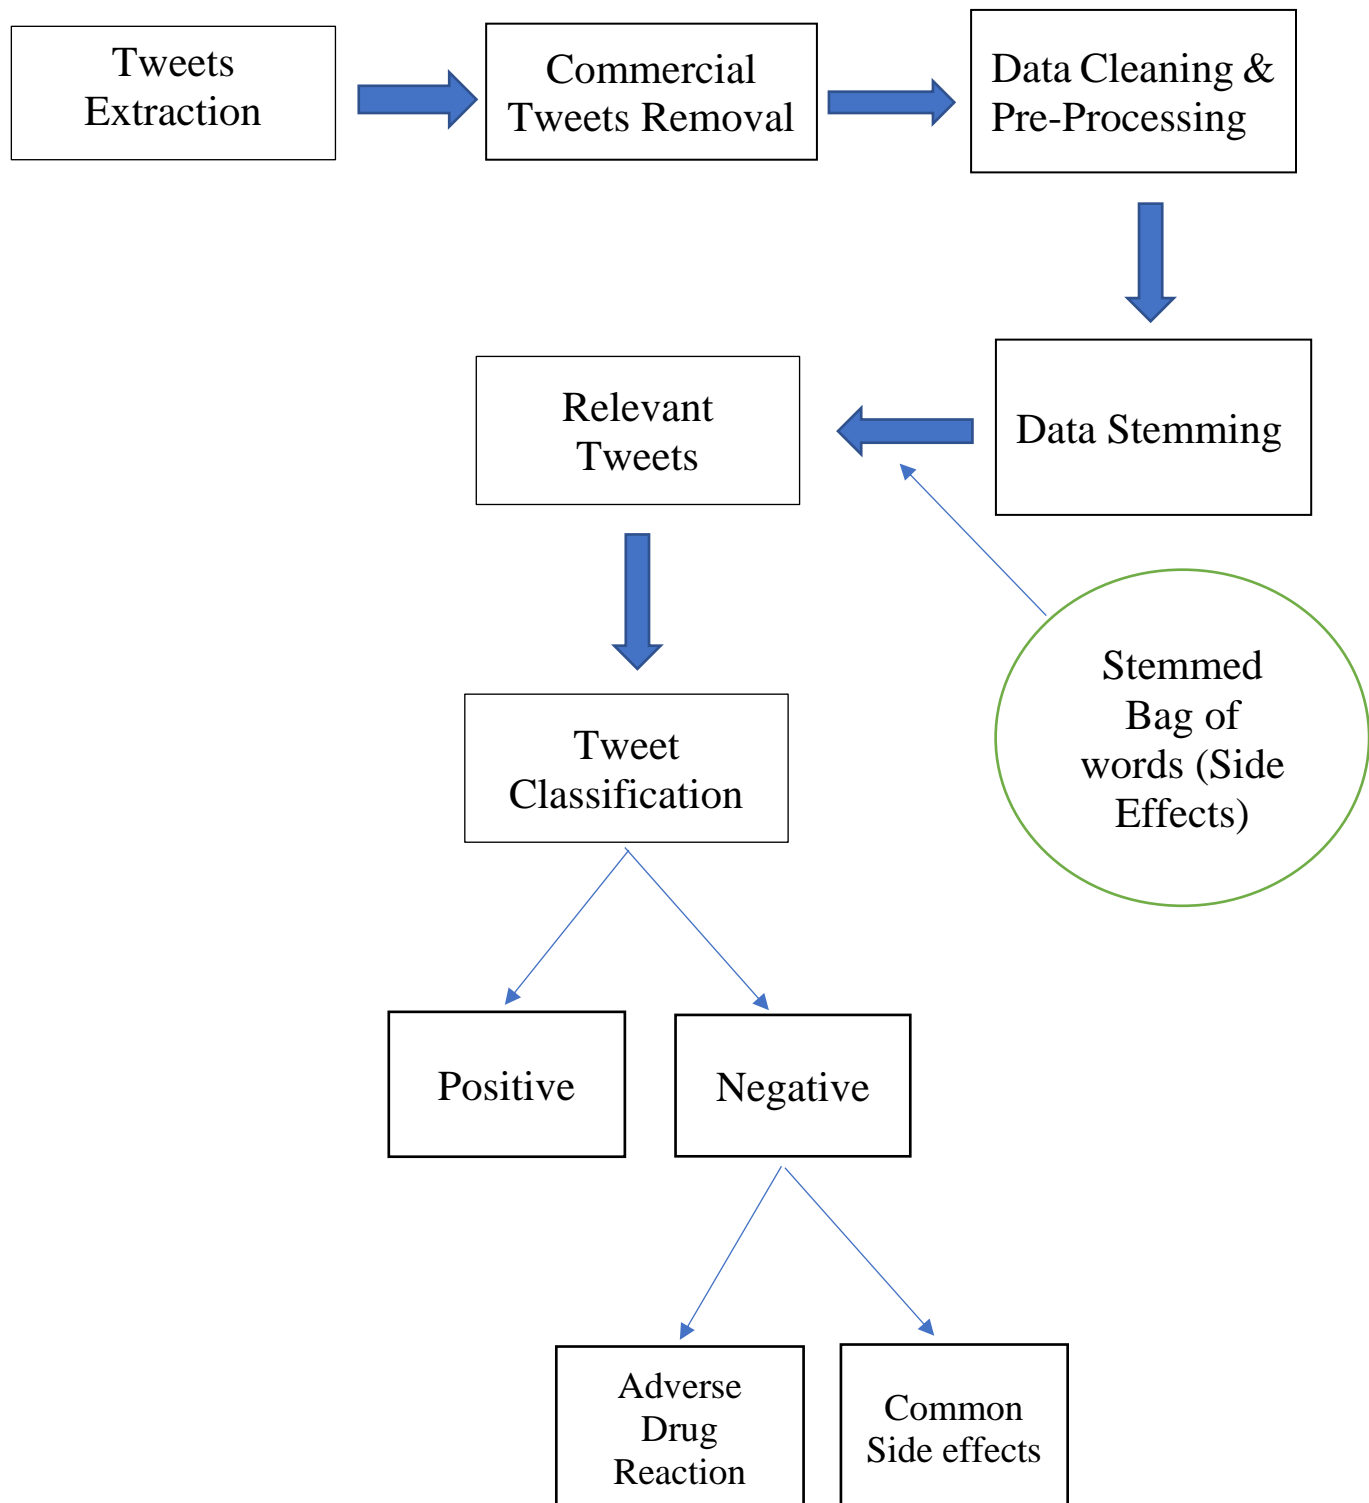 Tweets
Extraction
Commercial
Tweets Removal
Data Cleaning &
Pre-Processing
Relevant
Tweets
Data Stemming
Stemmed
Bag of
words (Side
Effects)
Tweet
Classification
Positive
Negative
Adverse
Drug
Reaction
Common
Side effects